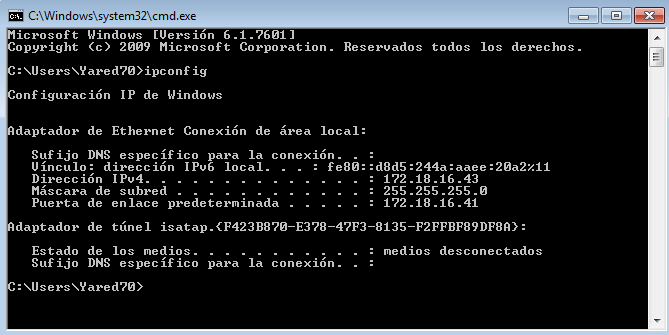 C:\Windows\system32\cmd.exe
Microsoft Windows [Versión 6.1.7601]
Copyright (c) 2009 Microsoft Corporation. Reservados todos los derechos.
C:\Users\Yared70>ipconfig
Configuración IP de Windows
Adaptador de Ethernet Conexión de área local:
Sufijo DNS específico para la conexión. . :
Vínculo: dirección IPv6 local. . . : fe80::d8d5:244a:aaee:20a2%11
Dirección IPv4. . . . . . . . . . . . . . : 172.18.16.43
Máscara de subred . . . . . . . . . . . . : 255.255.255.0
Puerta de enlace predeterminada . . . . . : 172.18.16.41
Adaptador de túnel isatap.{F423B870-E378-47F3-8135-F2FFBF89DF8A}:
Estado de los medios. . . . . . . . . . . : medios desconectados
Sufijo DNS específico para la conexión. . :
C:\Users\Yared70>